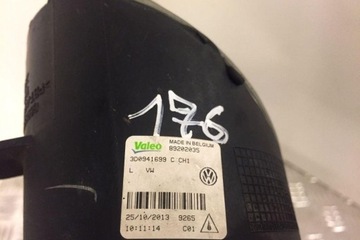 176
Valeo
MADE IN BELGIUM
89202035
3D0941699 C CH1
L VW
25/10/2013 9265
10:11:14 C01